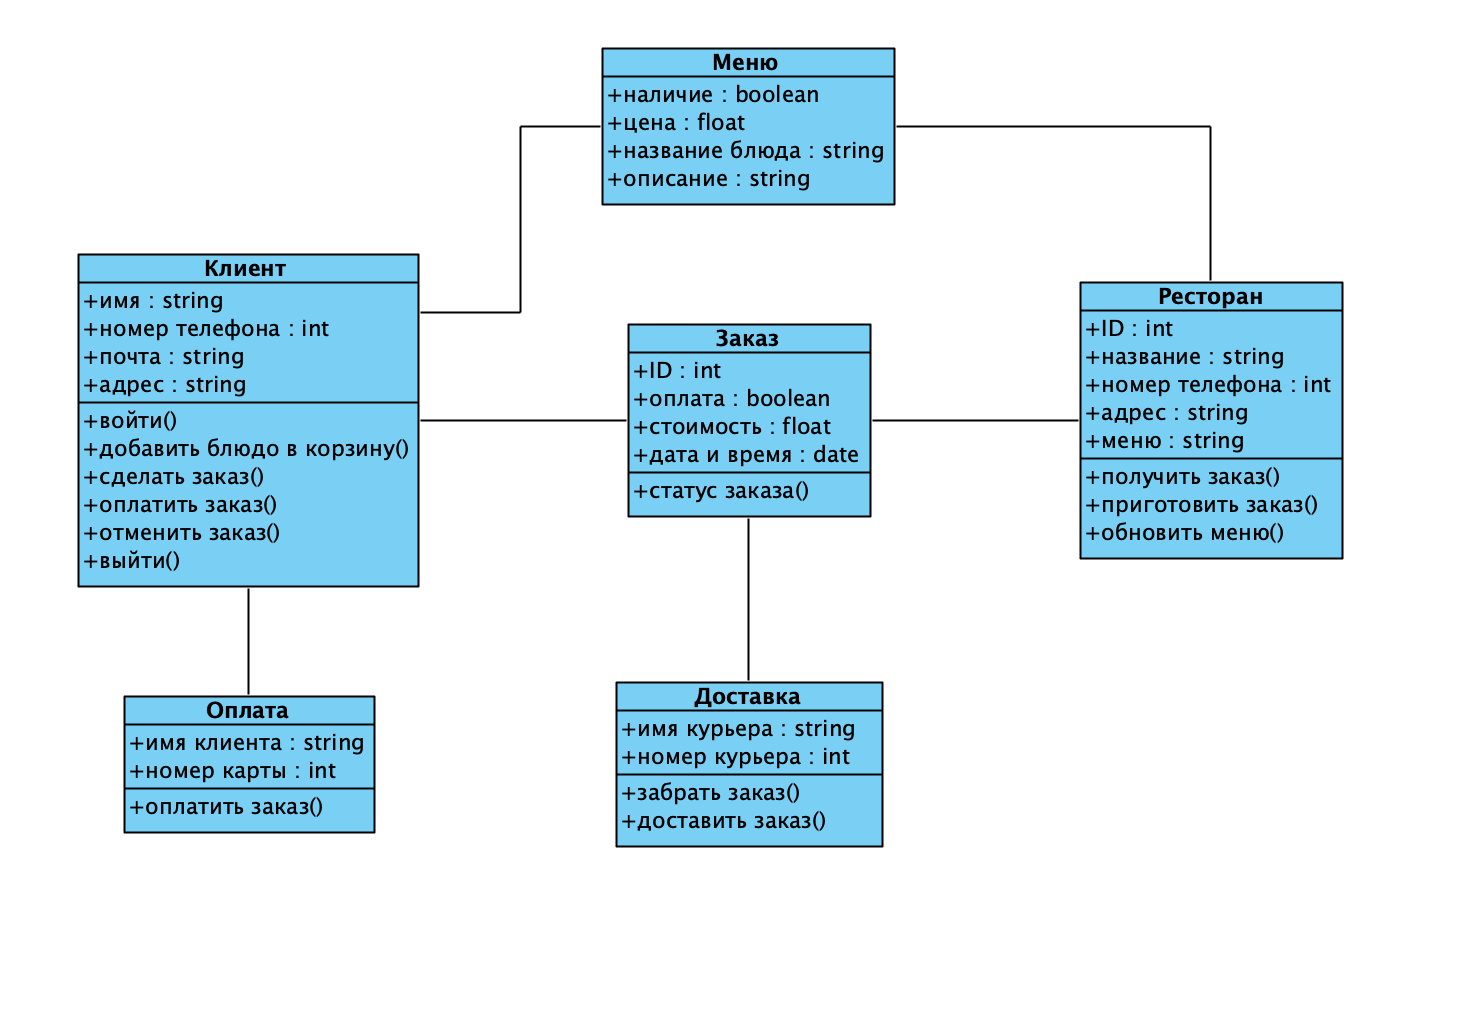 Меню
+наличие : boolean
+цена : float
+название блюда : string
+описание : string
Клиент
+имя : string
+номер телефона : int
+почта : string
+адрес : string
+войти()
+добавить блюдо в корзину()
+сделать заказ()
+оплатить заказ()
+отменить заказ()
+выйти()
Заказ
+ID : int
+оплата : boolean
+стоимость : float
+дата и время : date
+статус заказа()
Ресторан
+ID : int
+название : string
+номер телефона : int
+адрес : string
+меню : string
+получить заказ()
+приготовить заказ()
+обновить меню()
Оплата
+имя клиента : string
+номер карты : int
+оплатить заказ()
Доставка
+имя курьера : string
+номер курьера : int
+забрать заказ()
+доставить заказ()